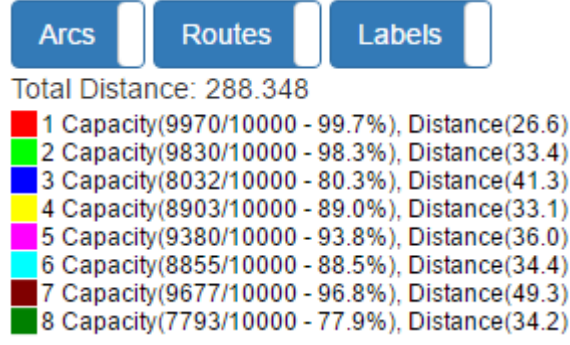 Arcs Routes Labels
Total Distance: 288.348
1 Capacity(9970/10000 - 99.7%), Distance(26.6)
2 Capacity(9830/10000 - 98.3%), Distance(33.4)
3 Capacity(8032/10000 - 80.3%), Distance(41.3)
4 Capacity(8903/10000 - 89.0%), Distance(33.1)
5 Capacity(9380/10000 - 93.8%), Distance(36.0)
6 Capacity(8855/10000 - 88.5%), Distance(34.4)
7 Capacity(9677/10000 - 96.8%), Distance(49.3)
8 Capacity(7793/10000 - 77.9%), Distance(34.2)